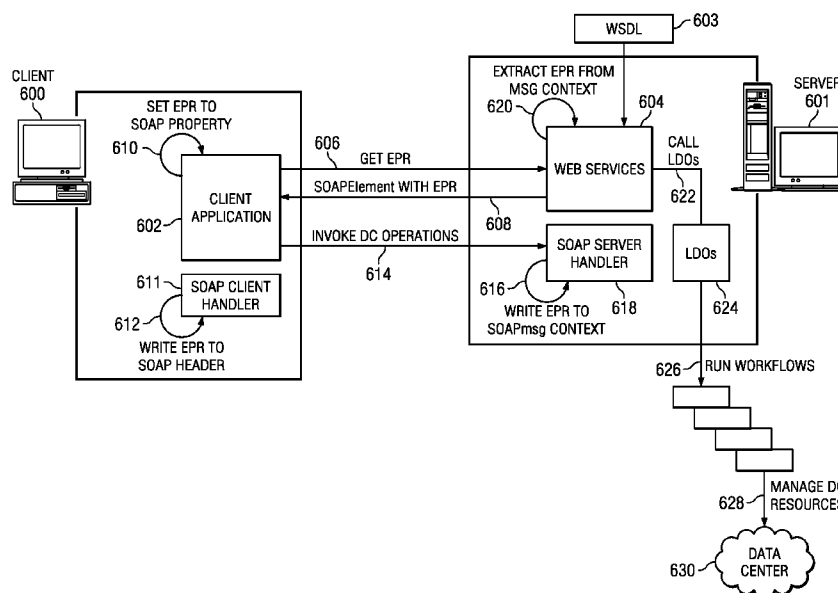 WSDL
603
CLIENT
600
SET EPR TO
SOAP PROPERTY
610
CLIENT
APPLICATION
602
611
SOAP CLIENT
HANDLER
612
WRITE EPR TO
SOAP HEADER
606
GET EPR
SOAPElement WITH EPR
608
INVOKE DC OPERATIONS
614
EXTRACT EPR FROM
MSG CONTEXT
620
604
WEB SERVICES
CALL
LDOs
622
SERVER
601
SOAP SERVER
HANDLER
616
618
WRITE EPR TO
SOAPmsg CONTEXT
LDOs
624
626
RUN WORKFLOWS
628
MANAGE DC
RESOURCES
DATA
CENTER
630